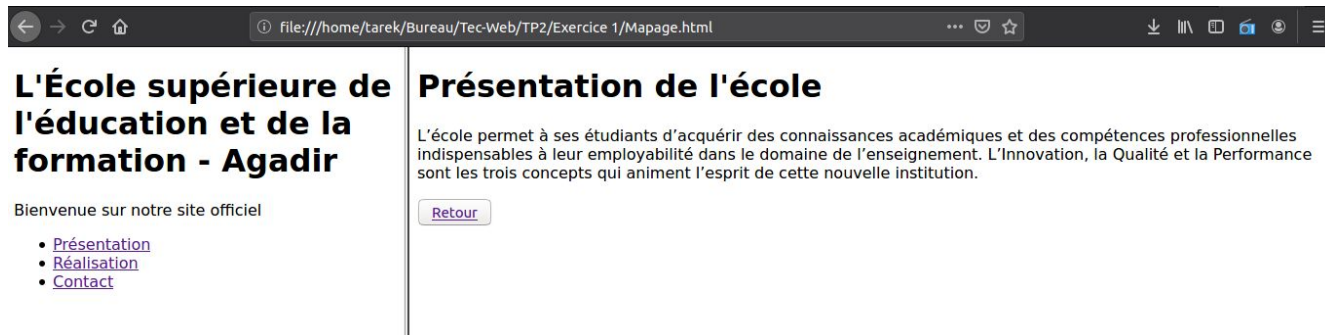 file:///home/tarek/Bureau/Tec-Web/TP2/Exercice 1/Mapage.html
L'École supérieure de
l'éducation et de la
formation - Agadir
Bienvenue sur notre site officiel
Présentation
Réalisation
Contact
Présentation de l'école
L’école permet à ses étudiants d’acquérir des connaissances académiques et des compétences professionnelles
indispensables à leur employabilité dans le domaine de l’enseignement. L’Innovation, la Qualité et la Performance
sont les trois concepts qui animent l’esprit de cette nouvelle institution.
Retour